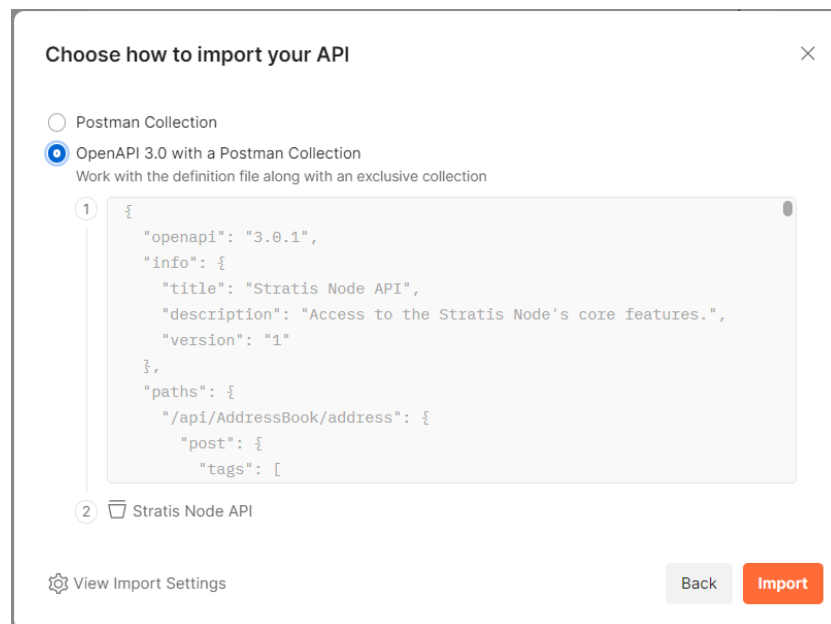 Choose how to import your API
Postman Collection
OpenAPI 3.0 with a Postman Collection
Work with the definition file along with an exclusive collection
1
{
"openapi": "3.0.1",
"info": {
"title": "Stratis Node API",
"description": "Access to the Stratis Node's core features.",
"version": "1"
},
"paths": {
"/api/AddressBook/address": {
"post": {
"tags": [
2 Stratis Node API
View Import Settings
Back
Import